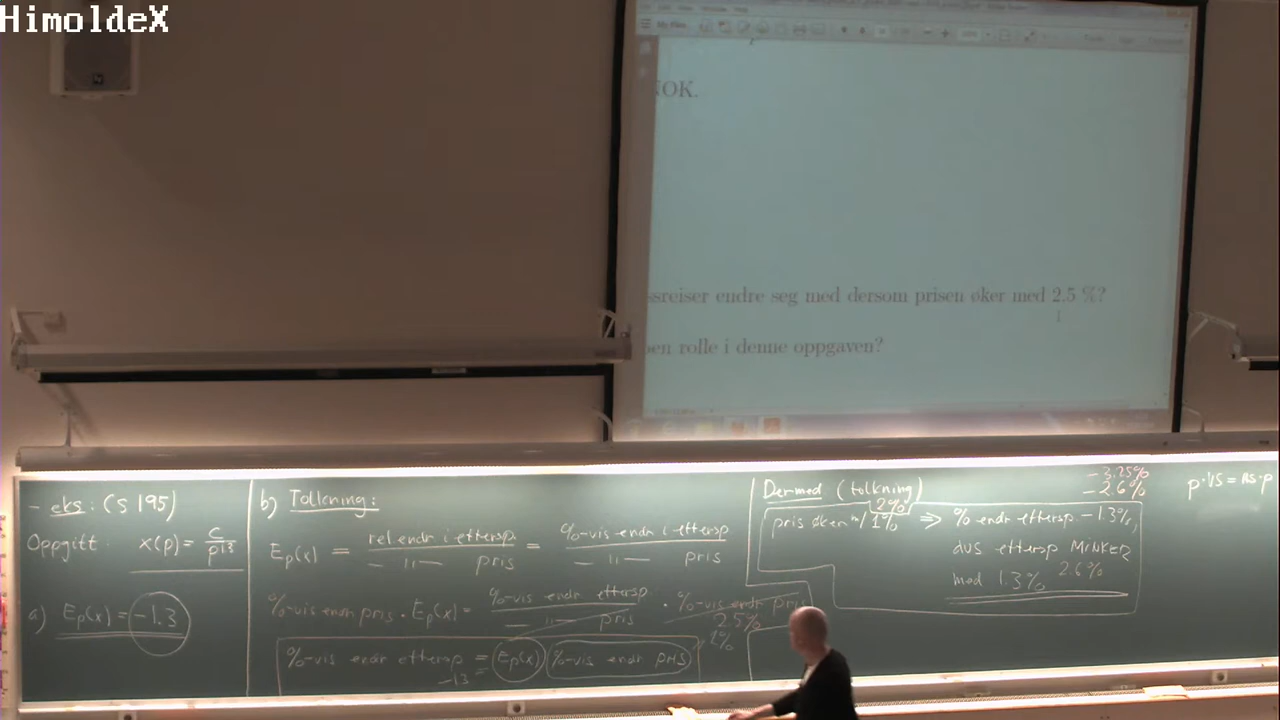 HimoldeX
NOK.
ssreiser endre seg med dersom prisen øker med 2.5 %?
pen rolle i denne oppgaven?
- eks: (S 195)
Oppgitt: x(p) = C / p^1.3
a) Ep(x) = -1.3
b) Tolkning:
Ep(x) = rel. endr i ettersp. / -"- pris = %-vis endr i ettersp. / -"- pris
%-vis endr pris · Ep(x) = %-vis endr ettersp / -"- pris · %-vis endr pris
2.5%
2%
%-vis endr ettersp = Ep(x) %-vis endr pris
-1.3
Dermed (tolkning)
2%
pris øker m/ 1% ⇒ % endr ettersp. -1.3%,
-3.25%
-2.6%
dvs ettersp MINKER
med 1.3% 2.6%
p·VS = HS·p